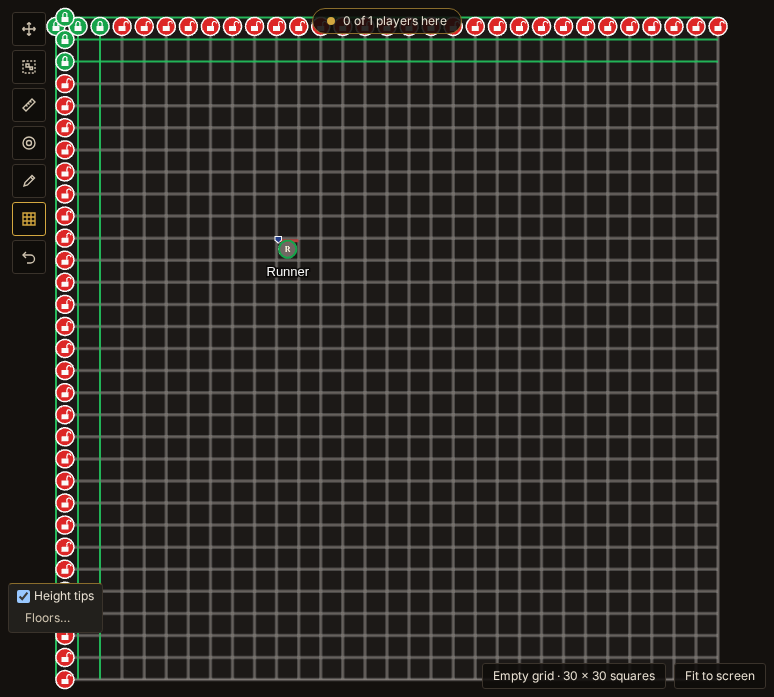 0 of 1 players here
R
Runner
Height tips
Floors...
Empty grid · 30 × 30 squares
Fit to screen